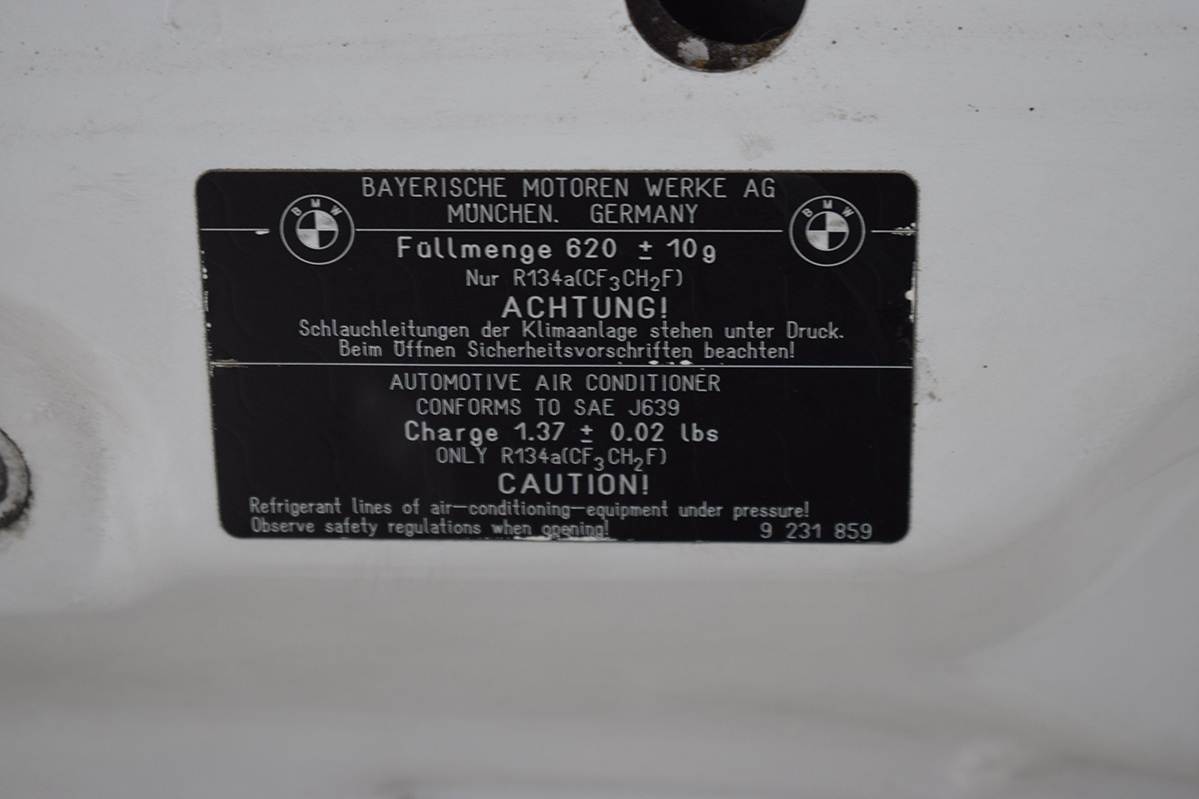 BAYERISCHE MOTOREN WERKE AG
MÜNCHEN. GERMANY
BMW
BMW
Füllmenge 620 ± 10g
Nur R134a(CF₃CH₂F)
ACHTUNG!
Schlauchleitungen der Klimaanlage stehen unter Druck.
Beim Öffnen Sicherheitsvorschriften beachten!
AUTOMOTIVE AIR CONDITIONER
CONFORMS TO SAE J639
Charge 1.37 ± 0.02 lbs
ONLY R134a(CF₃CH₂F)
CAUTION!
Refrigerant lines of air-conditioning-equipment under pressure!
Observe safety regulations when opening!
9 231 859